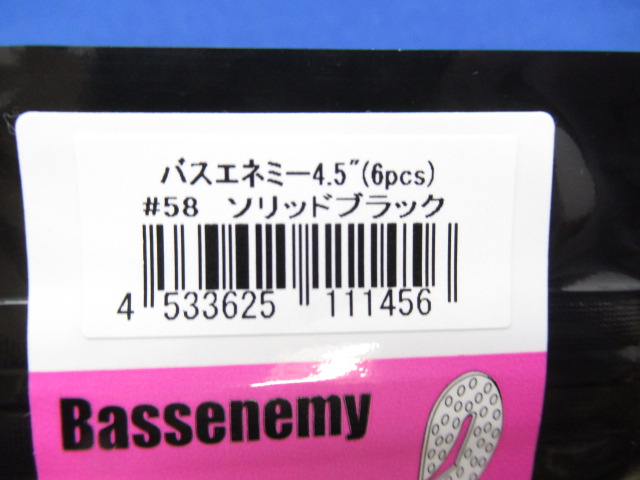 バスエネミー4.5"(6pcs)
#58 ソリッドブラック
4 533625 111456
Bassenemy